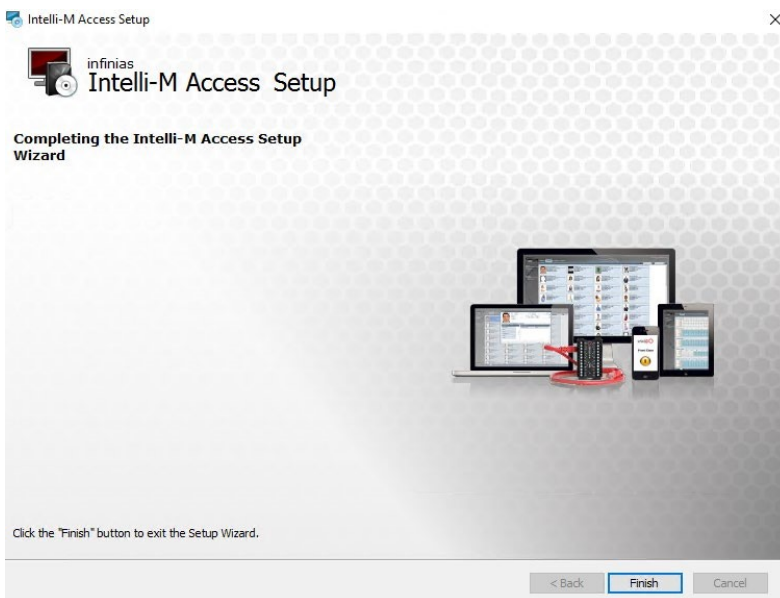 Intelli-M Access Setup
infinias
Intelli-M Access Setup
Completing the Intelli-M Access Setup
Wizard
Click the "Finish" button to exit the Setup Wizard.
< Back
Finish
Cancel